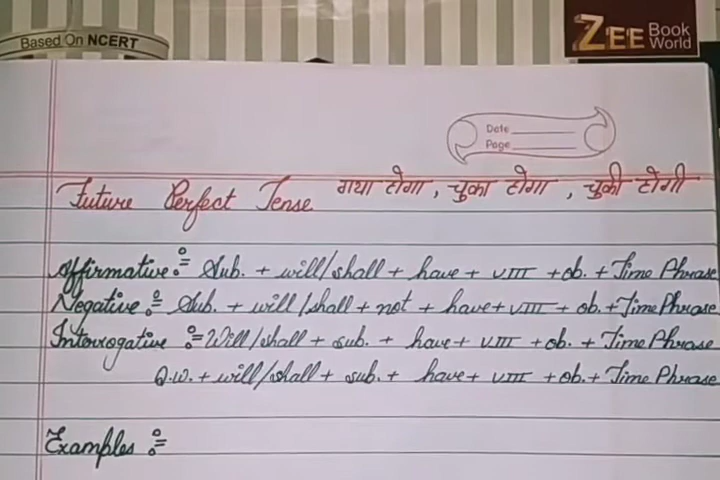 Based On NCERT
ZEE Book World
Date
Page
Future Perfect Tense गया होगा, चुका होगा, चुकी होगी
Affirmative := Sub. + will/shall + have + VIII + ob. + Time Phrase
Negative := Sub. + will/shall + not + have + VIII + ob. + Time Phrase
Interrogative := Will/shall + sub. + have + VIII + ob. + Time Phrase
Q.w. + will/shall + sub. + have + VIII + ob. + Time Phrase
Examples :=